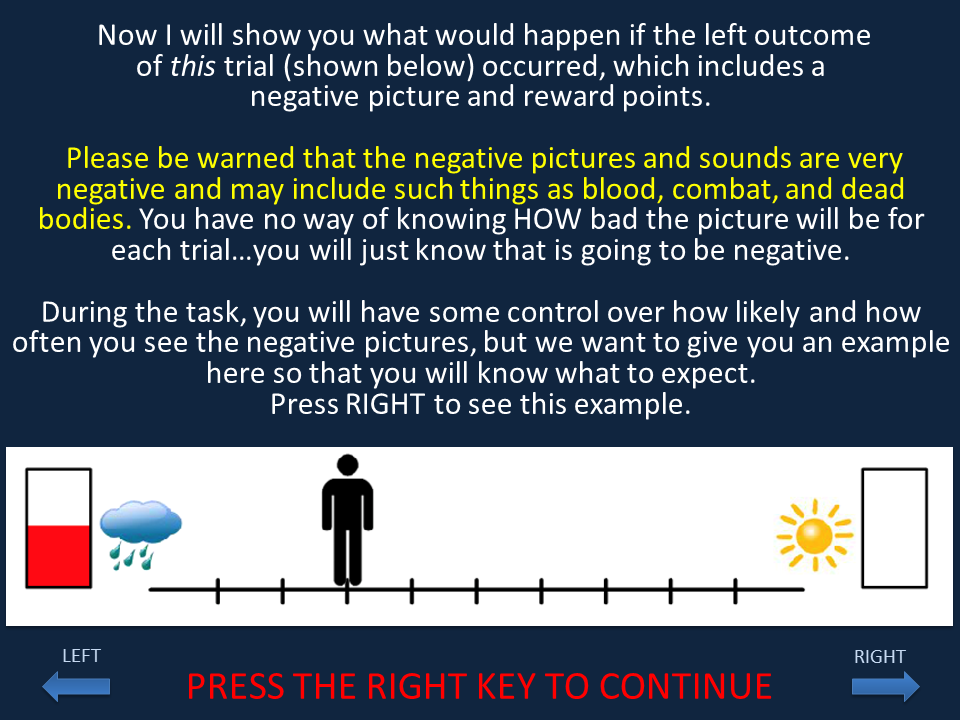 Now I will show you what would happen if the left outcome
of this trial (shown below) occurred, which includes a
negative picture and reward points.
Please be warned that the negative pictures and sounds are very
negative and may include such things as blood, combat, and dead
bodies. You have no way of knowing HOW bad the picture will be for
each trial…you will just know that is going to be negative.
During the task, you will have some control over how likely and how
often you see the negative pictures, but we want to give you an example
here so that you will know what to expect.
Press RIGHT to see this example.
LEFT
RIGHT
PRESS THE RIGHT KEY TO CONTINUE